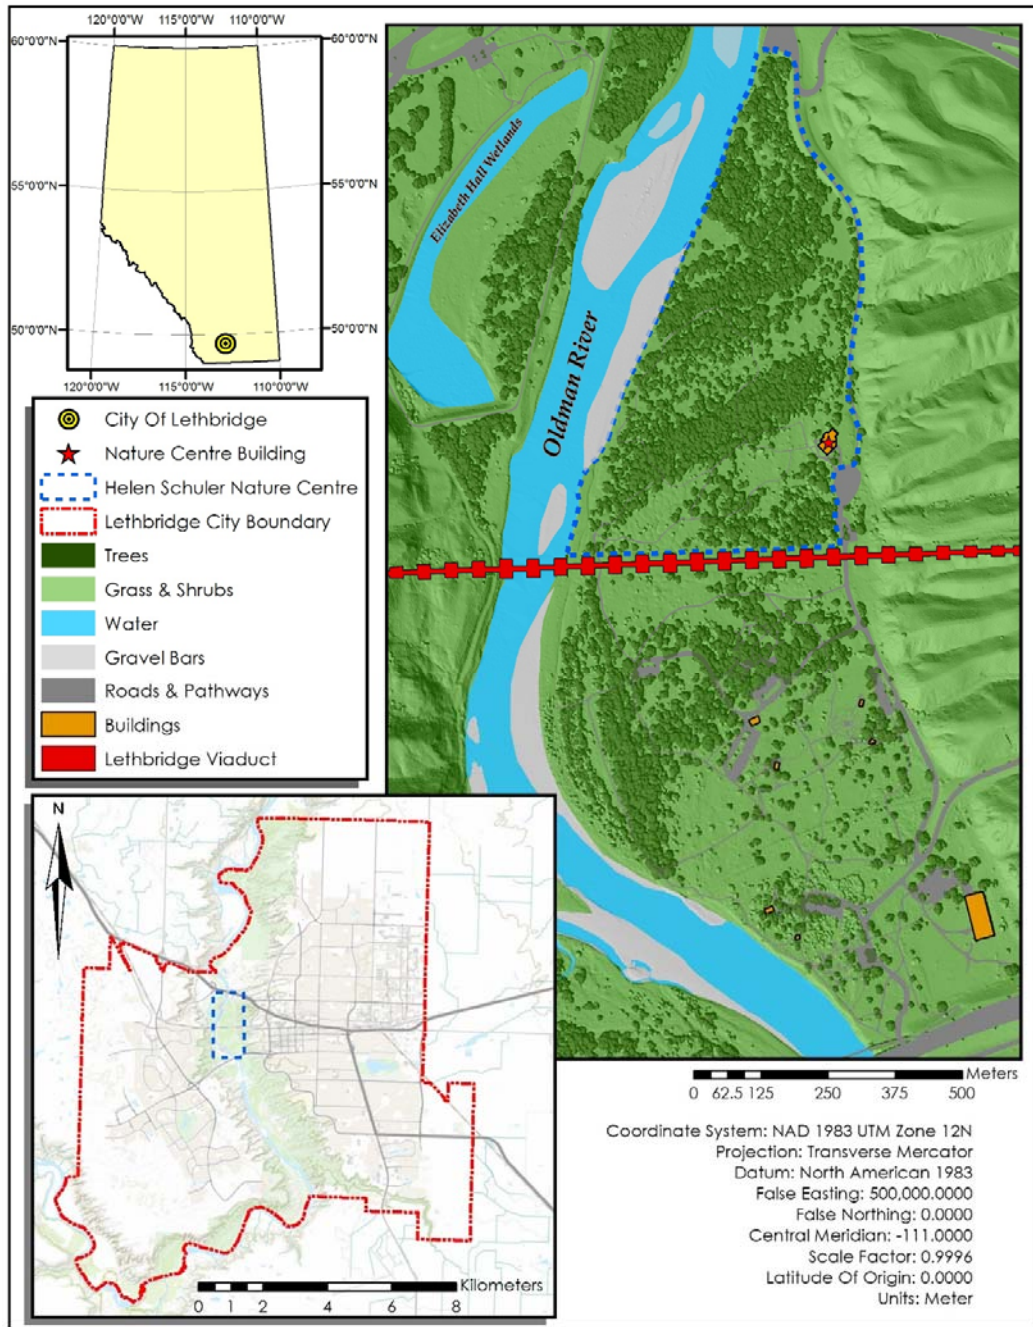 120°0'0"W 115°0'0"W 110°0'0"W
60°0'0"N 60°0'0"N
55°0'0"N 55°0'0"N
50°0'0"N 50°0'0"N
120°0'0"W 115°0'0"W 110°0'0"W
City Of Lethbridge
Nature Centre Building
Helen Schuler Nature Centre
Lethbridge City Boundary
Trees
Grass & Shrubs
Water
Gravel Bars
Roads & Pathways
Buildings
Lethbridge Viaduct
Elizabeth Hall Wetlands
Oldman River
N
Kilometers
0 1 2 4 6 8
Meters
0 62.5 125 250 375 500
Coordinate System: NAD 1983 UTM Zone 12N
Projection: Transverse Mercator
Datum: North American 1983
False Easting: 500,000.0000
False Northing: 0.0000
Central Meridian: -111.0000
Scale Factor: 0.9996
Latitude Of Origin: 0.0000
Units: Meter